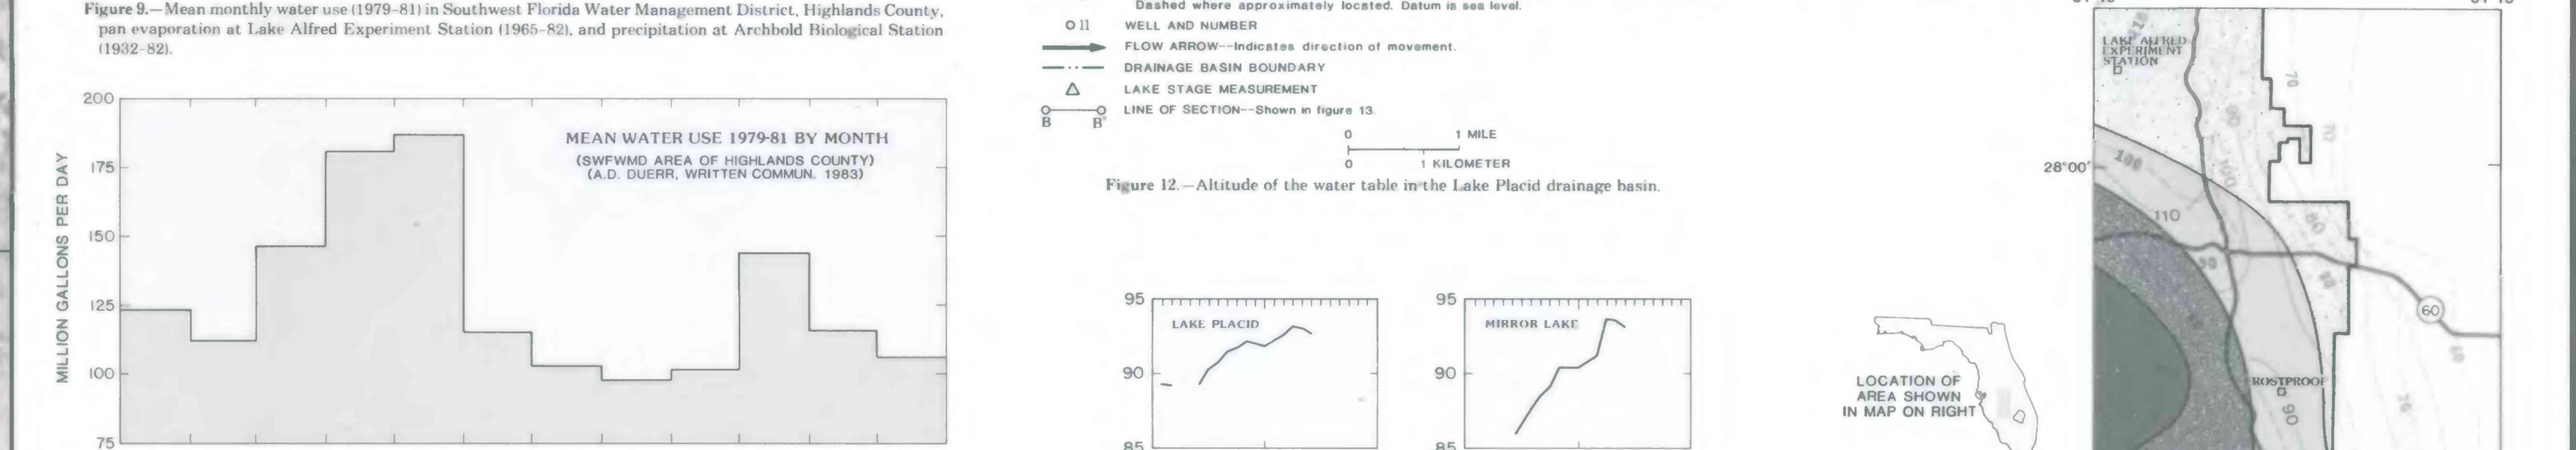 Figure 9.—Mean monthly water use (1979-81) in Southwest Florida Water Management District, Highlands County,
pan evaporation at Lake Alfred Experiment Station (1965-82), and precipitation at Archbold Biological Station
(1932-82).
200
175
150
125
100
75
MILLION GALLONS PER DAY
MEAN WATER USE 1979-81 BY MONTH
(SWFWMD AREA OF HIGHLANDS COUNTY)
(A.D. DUERR, WRITTEN COMMUN. 1983)
Dashed where approximately located. Datum is sea level.
O 11 WELL AND NUMBER
FLOW ARROW--Indicates direction of movement.
DRAINAGE BASIN BOUNDARY
LAKE STAGE MEASUREMENT
B B' LINE OF SECTION--Shown in figure 13.
0 1 MILE
0 1 KILOMETER
Figure 12.—Altitude of the water table in the Lake Placid drainage basin.
95
90
85
LAKE PLACID
95
90
85
MIRROR LAKE
LOCATION OF
AREA SHOWN
IN MAP ON RIGHT
28°00'
LAKE ALFRED
EXPERIMENT
STATION
70
70
80
100
100
110
80
90
60
FROSTPROOF
90